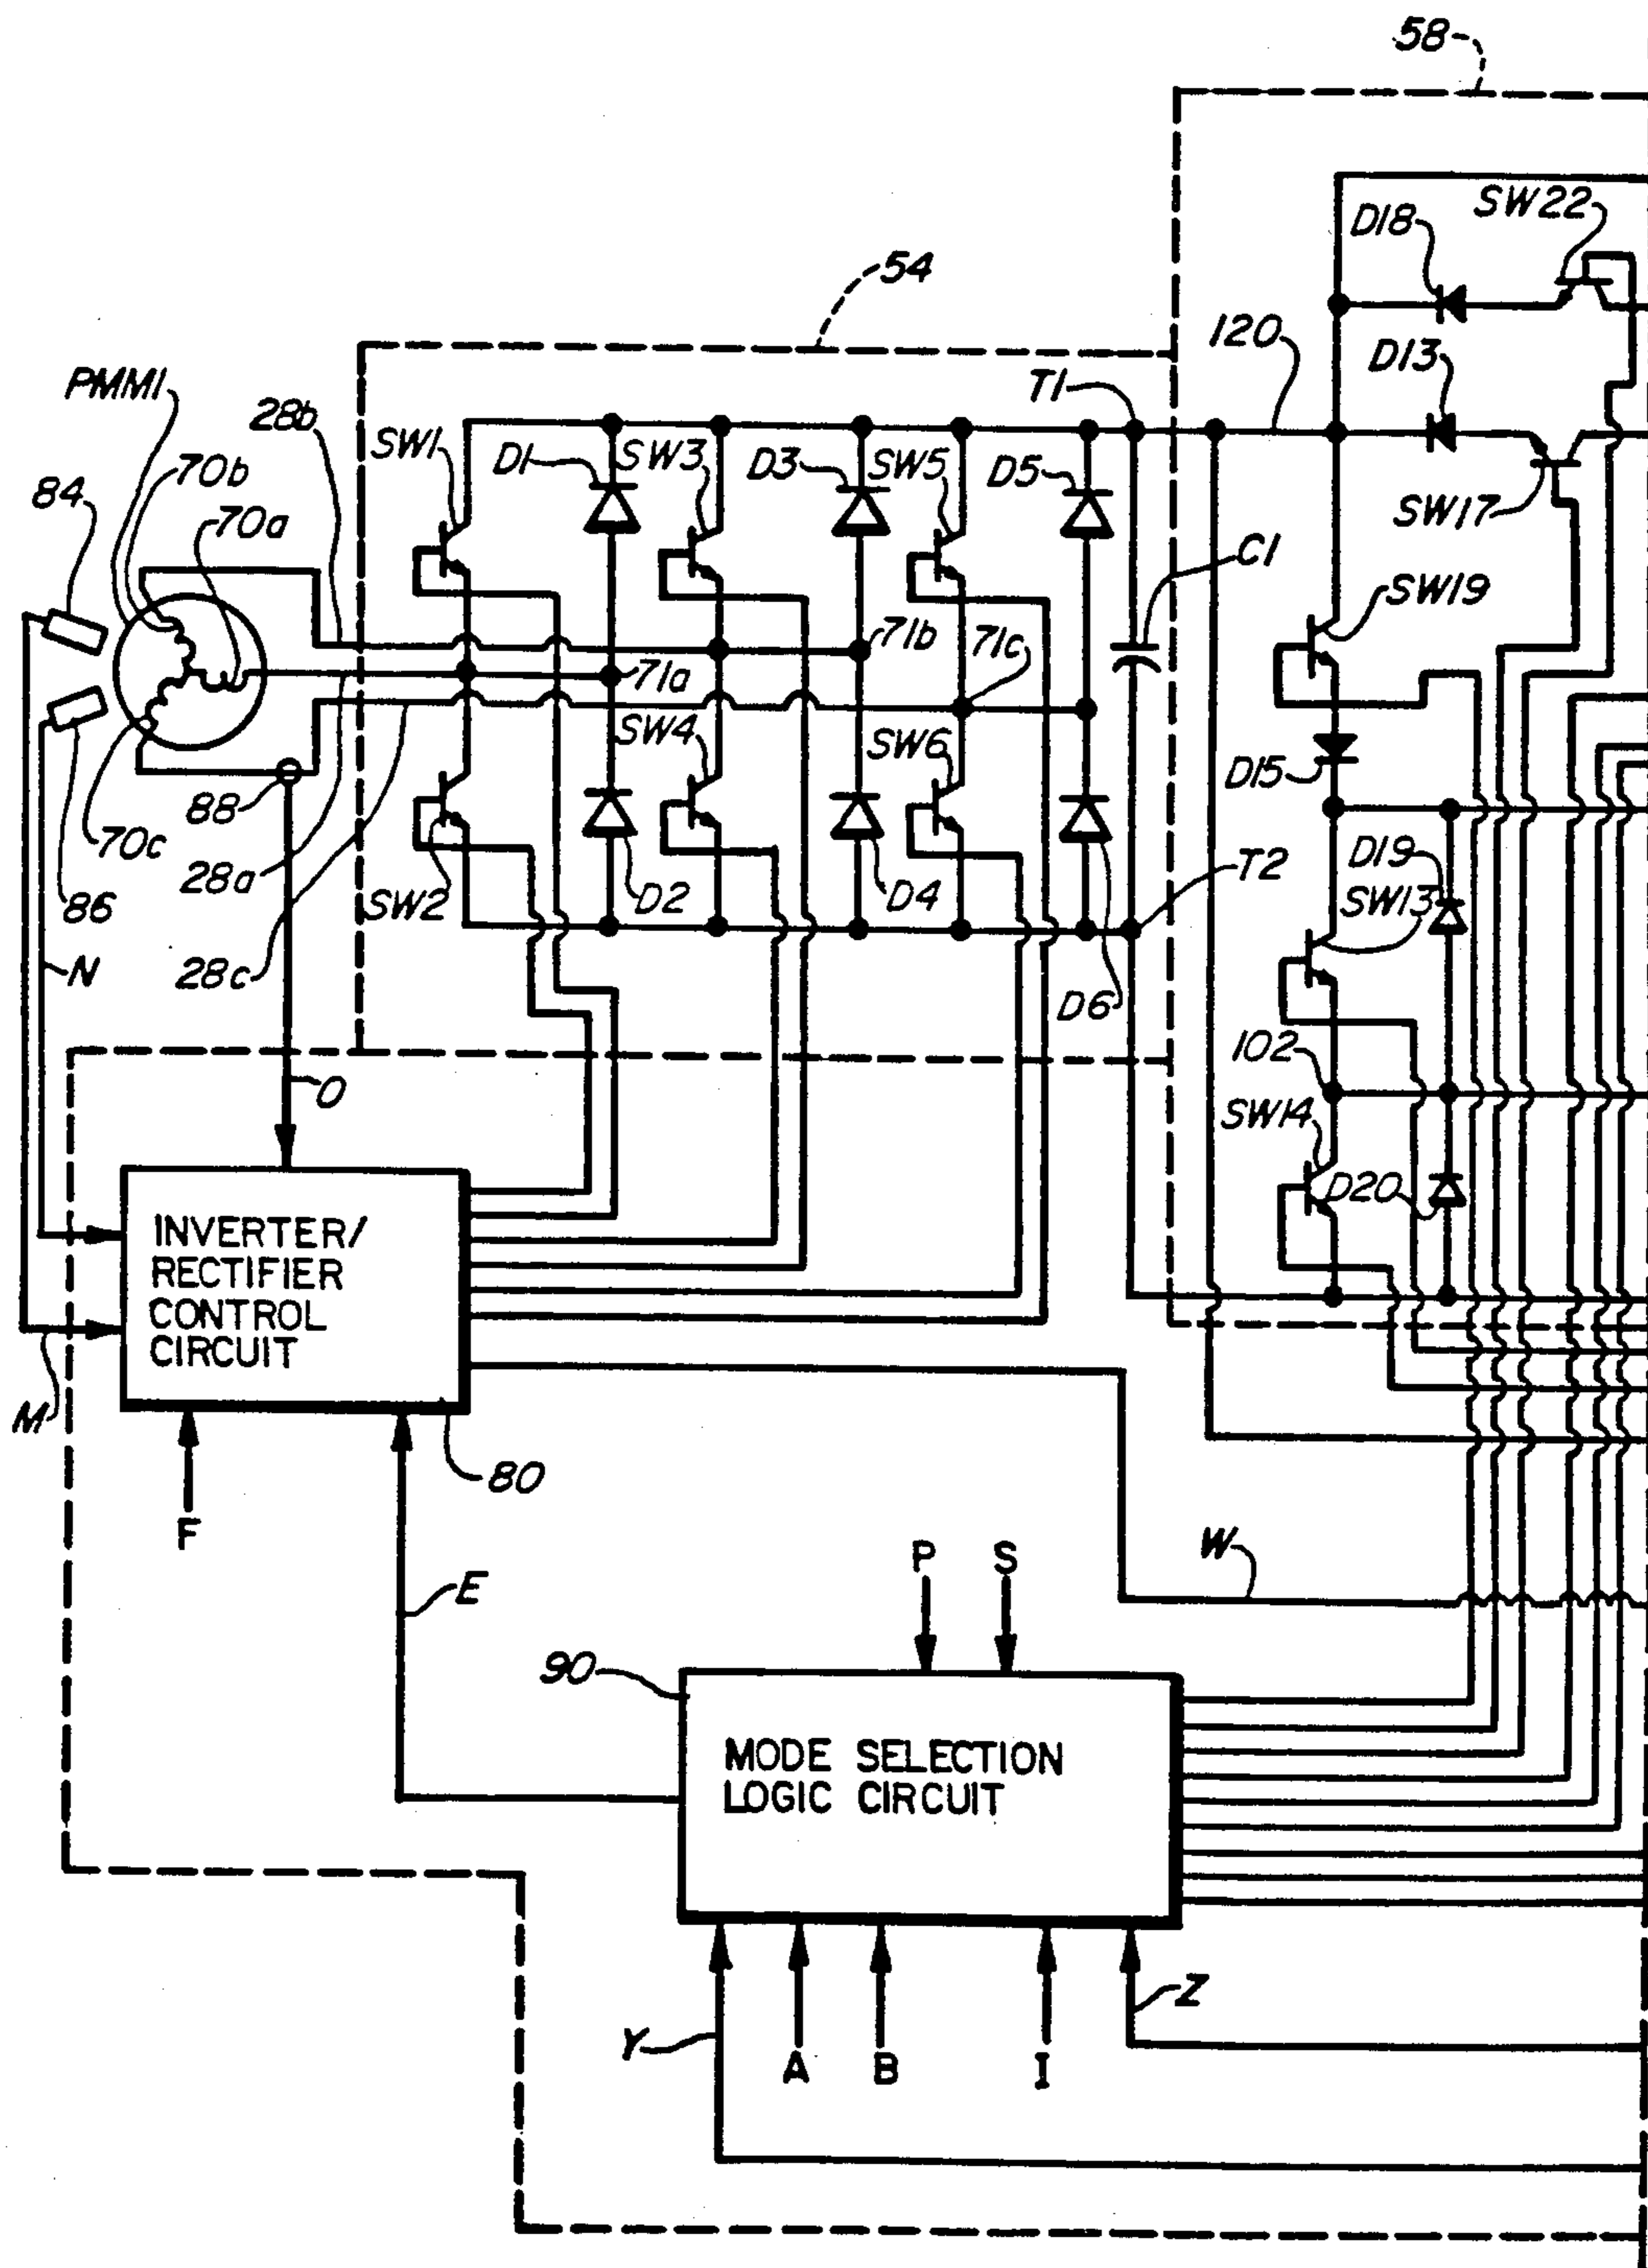 58
SW22
D18
54
120
D13
T1
PMM1
28b
SW1
D1
SW3
D3
SW5
D5
70b
84
SW17
70a
C1
SW19
71b
71c
71a
SW4
SW6
D15
88
70c
28a
D19
T2
86
SW2
D2
D4
SW13
N
28c
D6
102
O
SW14
D20
INVERTER/
RECTIFIER
CONTROL
CIRCUIT
M
80
F
P
S
W
E
90
MODE SELECTION
LOGIC CIRCUIT
Z
Y
A
B
I